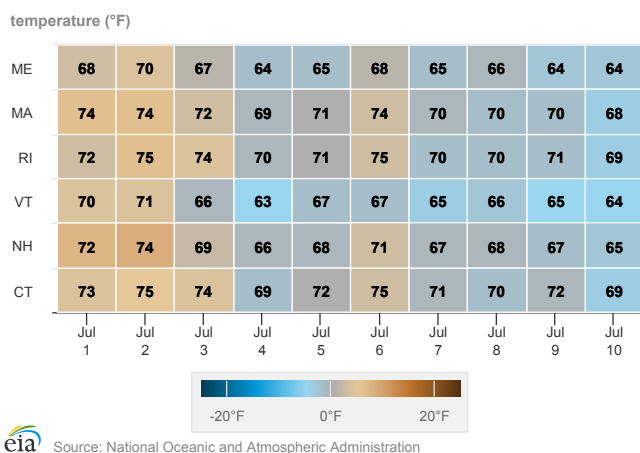 temperature (°F)
ME 68 70 67 64 65 68 65 66 64 64
MA 74 74 72 69 71 74 70 70 70 68
RI 72 75 74 70 71 75 70 70 71 69
VT 70 71 66 63 67 67 65 66 65 64
NH 72 74 69 66 68 71 67 68 67 65
CT 73 75 74 69 72 75 71 70 72 69
Jul Jul Jul Jul Jul Jul Jul Jul Jul Jul
1 2 3 4 5 6 7 8 9 10
-20°F 0°F 20°F
eia Source: National Oceanic and Atmospheric Administration